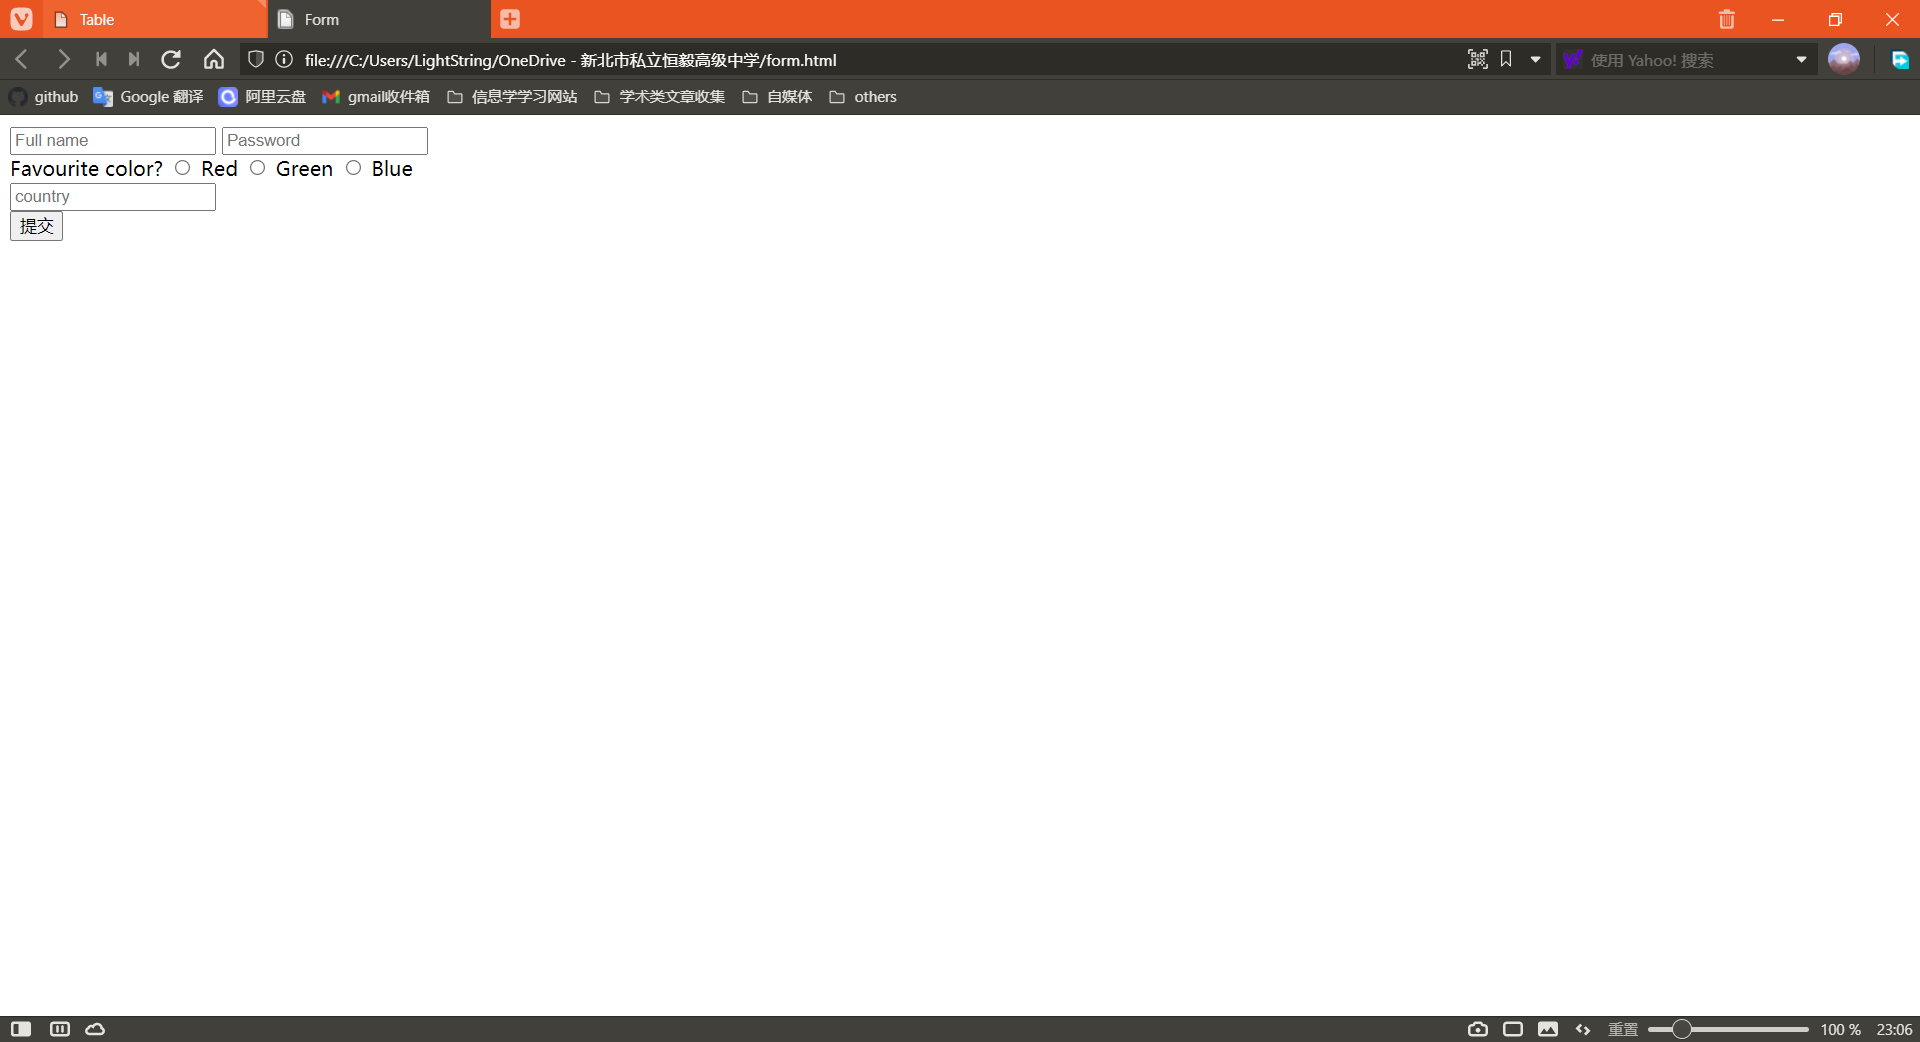 Table
Form
file:///C:/Users/LightString/OneDrive - 新北市私立恒毅高级中学/form.html
使用 Yahoo! 搜索
github
Google 翻译
阿里云盘
gmail收件箱
信息学学习网站
学术类文章收集
自媒体
others
Full name
Password
Favourite color? Red Green Blue
country
提交
重置
100 %
23:06